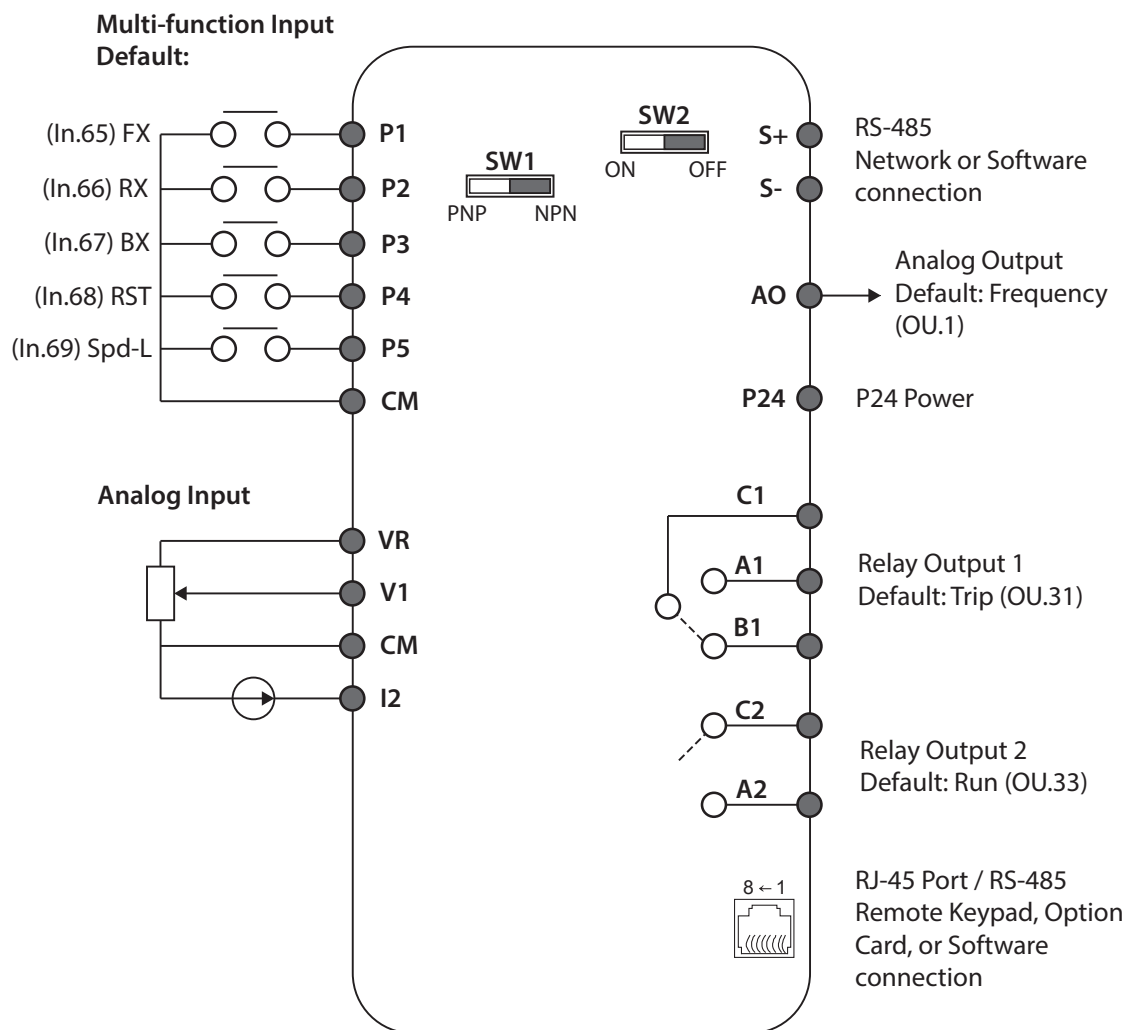 Multi-function Input
Default:
(In.65) FX
P1
(In.66) RX
P2
(In.67) BX
P3
(In.68) RST
P4
(In.69) Spd-L
P5
CM
SW1
PNP
NPN
SW2
ON
OFF
S+
S-
RS-485
Network or Software
connection
AO
Analog Output
Default: Frequency
(OU.1)
P24
P24 Power
Analog Input
VR
V1
CM
I2
C1
A1
B1
Relay Output 1
Default: Trip (OU.31)
C2
A2
Relay Output 2
Default: Run (OU.33)
8 ← 1
RJ-45 Port / RS-485
Remote Keypad, Option
Card, or Software
connection